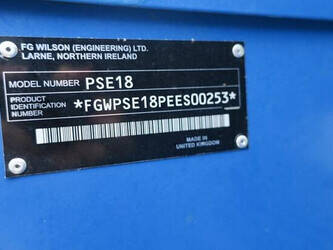 FG WILSON (ENGINEERING) LTD.
LARNE, NORTHERN IRELAND
MODEL NUMBER PSE18
PRODUCT
IDENTIFICATION *FGWPSE18PEES00253*
NUMBER
MADE IN
UNITED KINGDOM